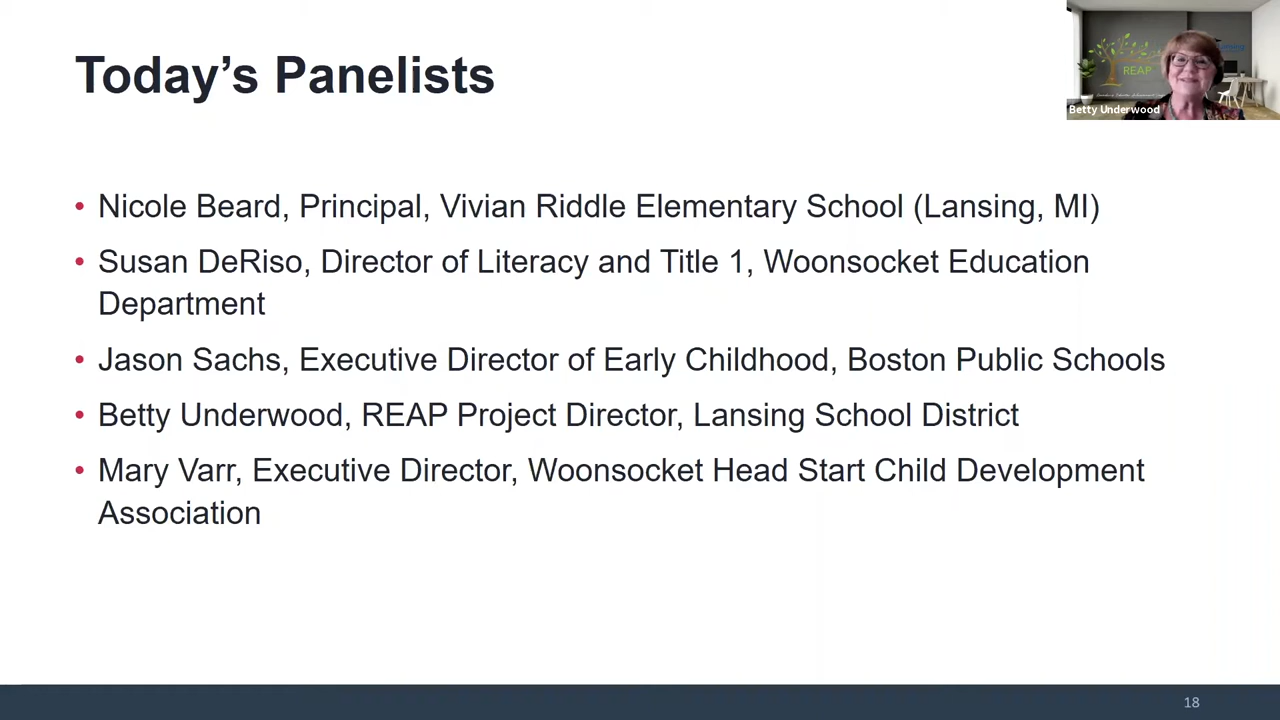 Today's Panelists
REAP
Betty Underwood
• Nicole Beard, Principal, Vivian Riddle Elementary School (Lansing, MI)
• Susan DeRiso, Director of Literacy and Title 1, Woonsocket Education
Department
• Jason Sachs, Executive Director of Early Childhood, Boston Public Schools
• Betty Underwood, REAP Project Director, Lansing School District
• Mary Varr, Executive Director, Woonsocket Head Start Child Development
Association
18